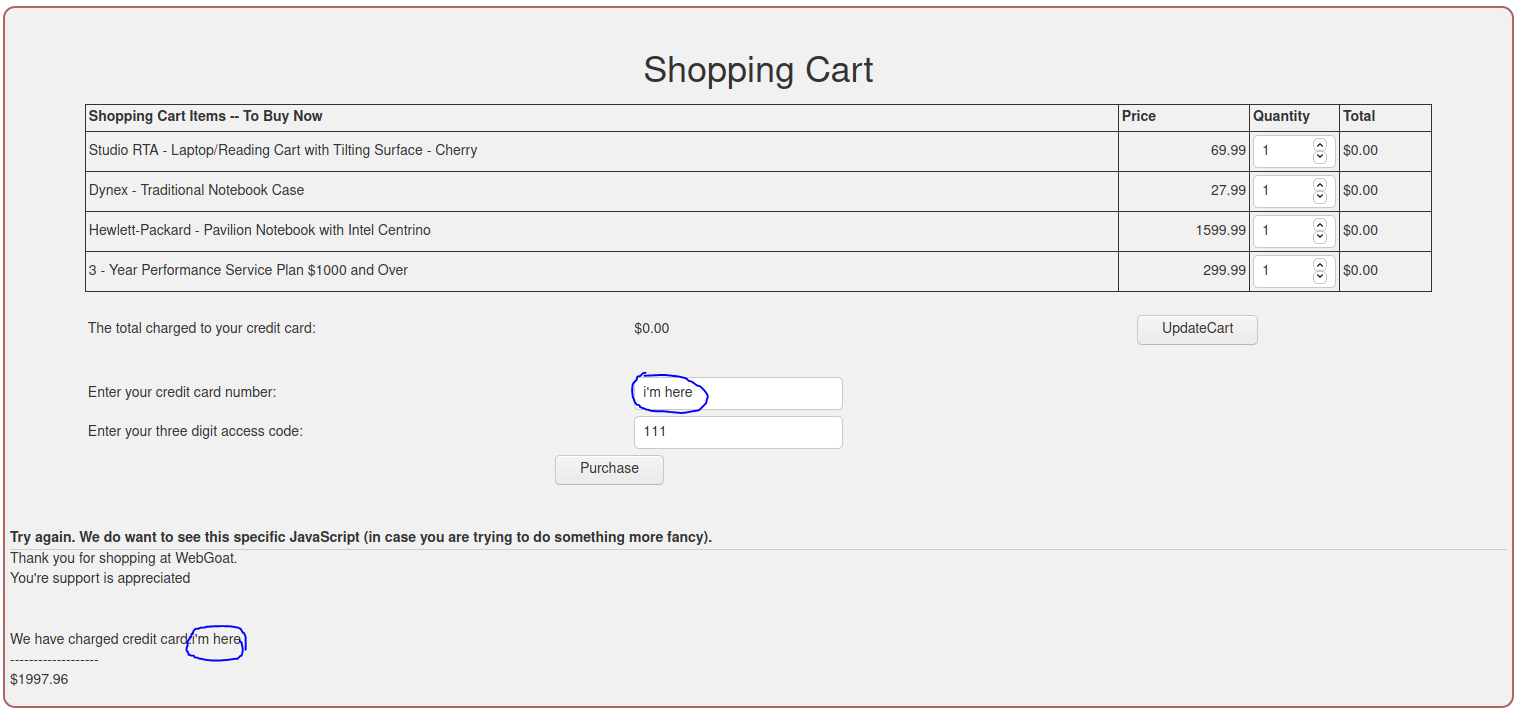 Shopping Cart
Shopping Cart Items -- To Buy Now Price Quantity Total
Studio RTA - Laptop/Reading Cart with Tilting Surface - Cherry 69.99 1 $0.00
Dynex - Traditional Notebook Case 27.99 1 $0.00
Hewlett-Packard - Pavilion Notebook with Intel Centrino 1599.99 1 $0.00
3 - Year Performance Service Plan $1000 and Over 299.99 1 $0.00
The total charged to your credit card: $0.00 UpdateCart
Enter your credit card number: i'm here
Enter your three digit access code: 111
Purchase
Try again. We do want to see this specific JavaScript (in case you are trying to do something more fancy).
Thank you for shopping at WebGoat.
You're support is appreciated
We have charged credit card:i'm here
-------------------
$1997.96